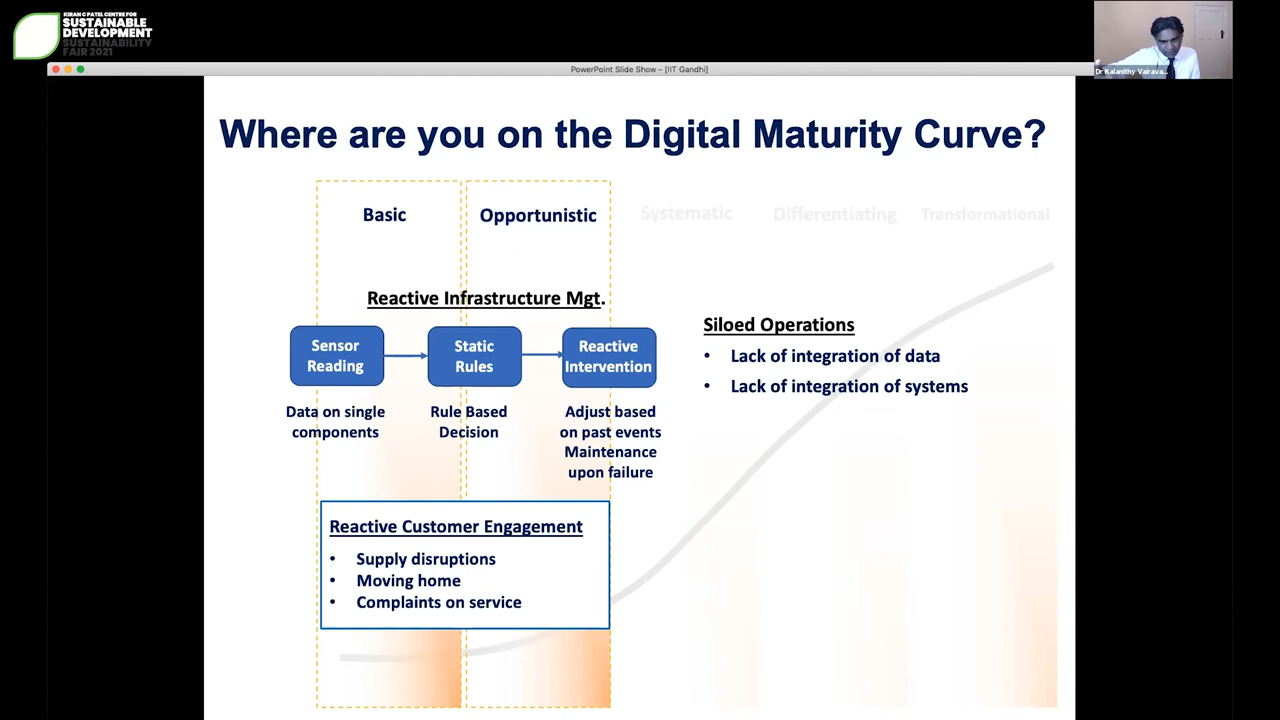 KIRAN C PATEL CENTRE FOR
SUSTAINABLE
DEVELOPMENT
SUSTAINABILITY
FAIR 2021
PowerPoint Slide Show – [IIT Gandhi]
Dr Kalanithy Vairava...
Where are you on the Digital Maturity Curve?
Basic
Opportunistic
Systematic
Differentiating
Transformational
Reactive Infrastructure Mgt.
Sensor
Reading
Static
Rules
Reactive
Intervention
Data on single
components
Rule Based
Decision
Adjust based
on past events
Maintenance
upon failure
Siloed Operations
• Lack of integration of data
• Lack of integration of systems
Reactive Customer Engagement
• Supply disruptions
• Moving home
• Complaints on service